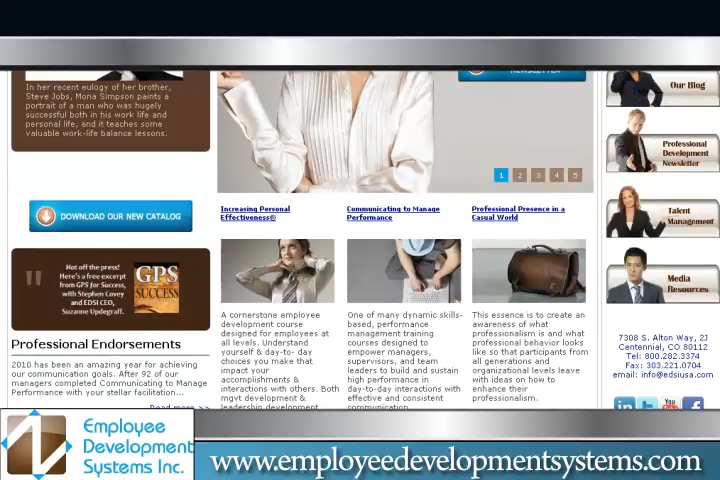 In her recent eulogy of her brother,
Steve Jobs, Mona Simpson paints a
portrait of a man who was hugely
successful both in his work life and
personal life, and it teaches some
valuable work-life balance lessons.
DOWNLOAD OUR NEW CATALOG
"
Hot off the press!
Here's a free excerpt
from GPS for Success,
with Stephen Covey
and EDSI CEO,
Suzanne Updegraff.
GPS
SUCCESS
Professional Endorsements
2010 has been an amazing year for achieving
our communication goals. After 92 of our
managers completed Communicating to Manage
Performance with your stellar facilitation...
Read more >>
NEWSLETTER
1 2 3 4 5
Increasing Personal
Effectiveness®
A cornerstone employee
development course
designed for employees at
all levels. Understand
yourself & day-to- day
choices you make that
impact your
accomplishments &
interactions with others. Both
mgvt development &
leadership development
Communicating to Manage
Performance
One of many dynamic skills-
based, performance
management training
courses designed to
empower managers,
supervisors, and team
leaders to build and sustain
high performance in
day-to-day interactions with
effective and consistent
communication.
Professional Presence in a
Casual World
This essence is to create an
awareness of what
professionalism is and what
professional behavior looks
like so that participants from
all generations and
organizational levels leave
with ideas on how to
enhance their
professionalism.
Our Blog
Professional
Development
Newsletter
Talent
Management
Media
Resources
7308 S. Alton Way, 2J
Centennial, CO 80112
Tel: 800.282.3374
Fax: 303.221.0704
email: info@edsiusa.com
in t You f
Employee
Development
Systems Inc.
www.employeedevelopmentsystems.com